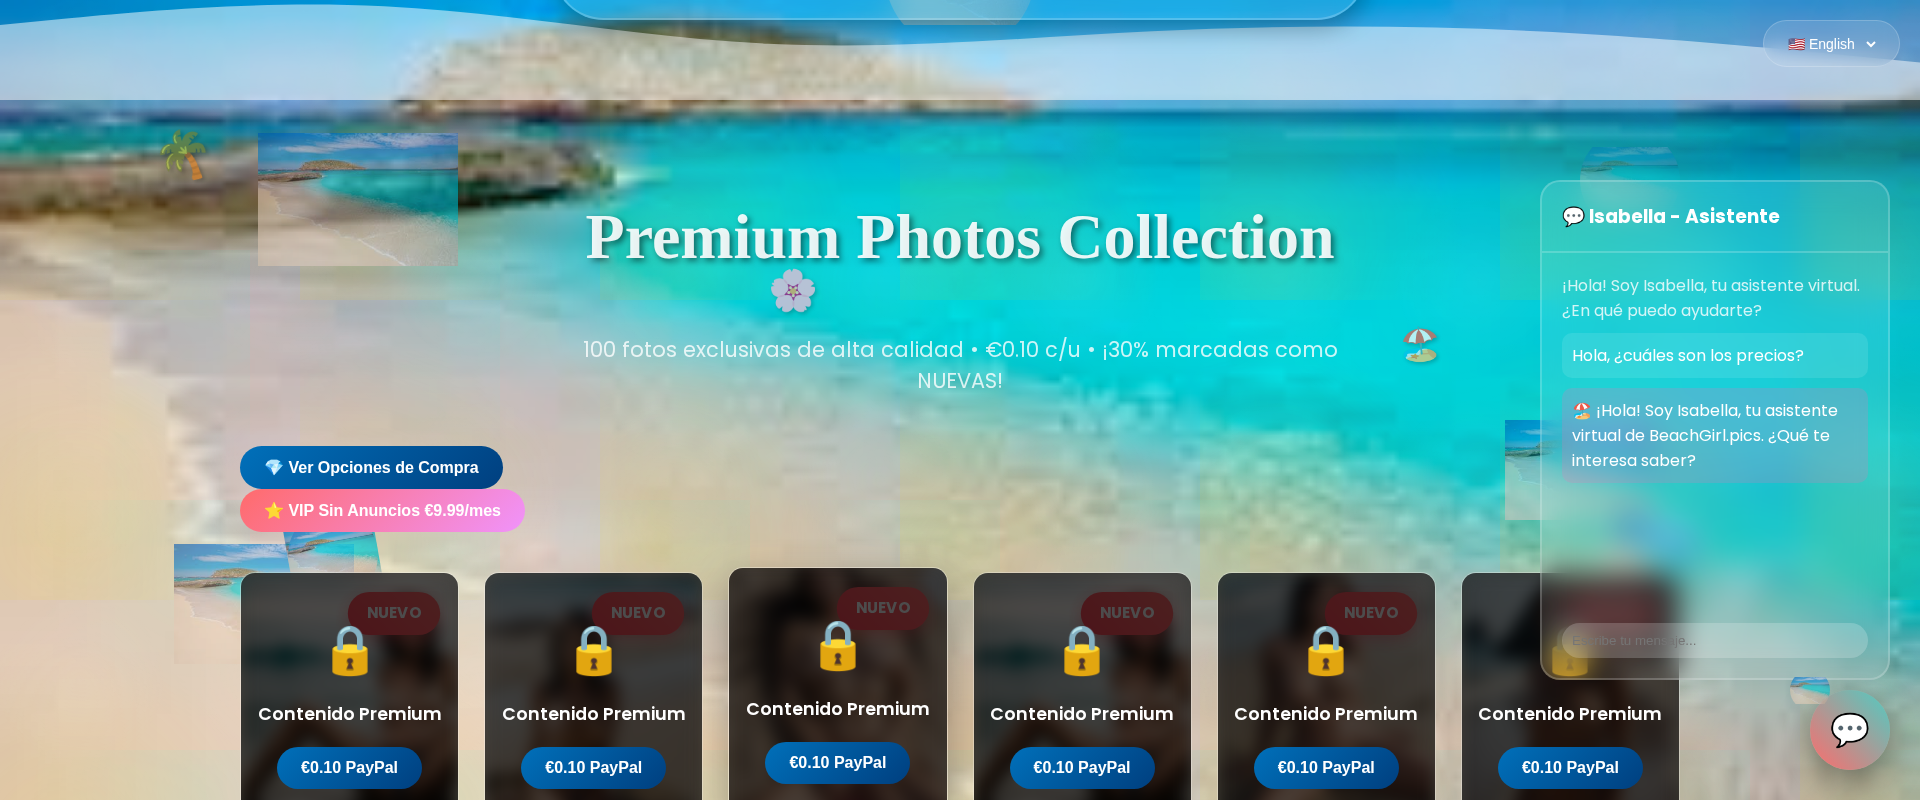 🇺🇸 English
Premium Photos Collection
100 fotos exclusivas de alta calidad • €0.10 c/u • ¡30% marcadas como
NUEVAS!
💎 Ver Opciones de Compra
⭐ VIP Sin Anuncios €9.99/mes
NUEVO
Contenido Premium
€0.10 PayPal
NUEVO
Contenido Premium
€0.10 PayPal
NUEVO
Contenido Premium
€0.10 PayPal
NUEVO
Contenido Premium
€0.10 PayPal
NUEVO
Contenido Premium
€0.10 PayPal
Contenido Premium
€0.10 PayPal
💬 Isabella - Asistente
¡Hola! Soy Isabella, tu asistente virtual.
¿En qué puedo ayudarte?
Hola, ¿cuáles son los precios?
🏖️ ¡Hola! Soy Isabella, tu asistente
virtual de BeachGirl.pics. ¿Qué te
interesa saber?
Escribe tu mensaje...